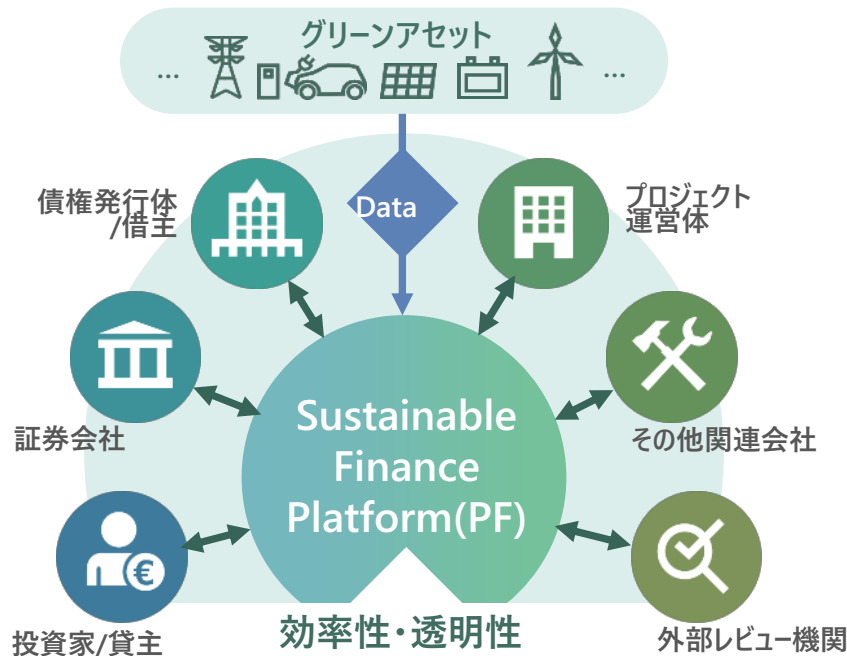 グリーンアセット
… …
債権発行体
/借主
Data
プロジェクト
運営体
証券会社
Sustainable
Finance
Platform(PF)
その他関連会社
€
投資家/貸主
効率性・透明性
外部レビュー機関